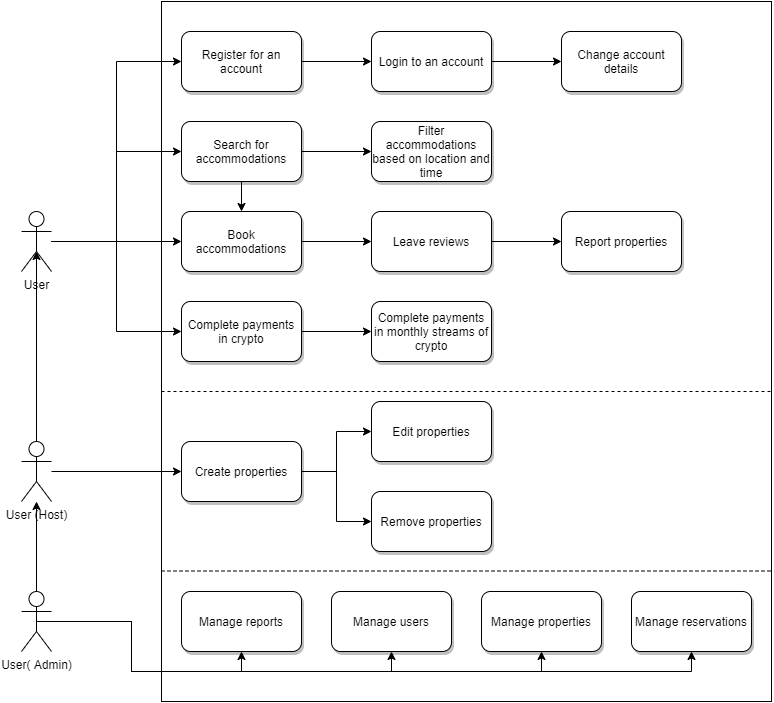 Register for an
account
Login to an account
Change account
details
Search for
accommodations
Filter
accommodations
based on location and
time
Book
accommodations
Leave reviews
Report properties
User
Complete payments
in crypto
Complete payments
in monthly streams of
crypto
Edit properties
Create properties
User (Host)
Remove properties
Manage reports
Manage users
Manage properties
Manage reservations
User( Admin)